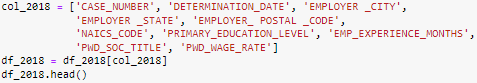 col_2018 = ['CASE_NUMBER', 'DETERMINATION_DATE', 'EMPLOYER _CITY',
'EMPLOYER _STATE', 'EMPLOYER_ POSTAL _CODE',
'NAICS_CODE', 'PRIMARY_EDUCATION_LEVEL', 'EMP_EXPERIENCE_MONTHS',
'PWD_SOC_TITLE', 'PWD_WAGE_RATE']
df_2018 = df_2018[col_2018]
df_2018.head()